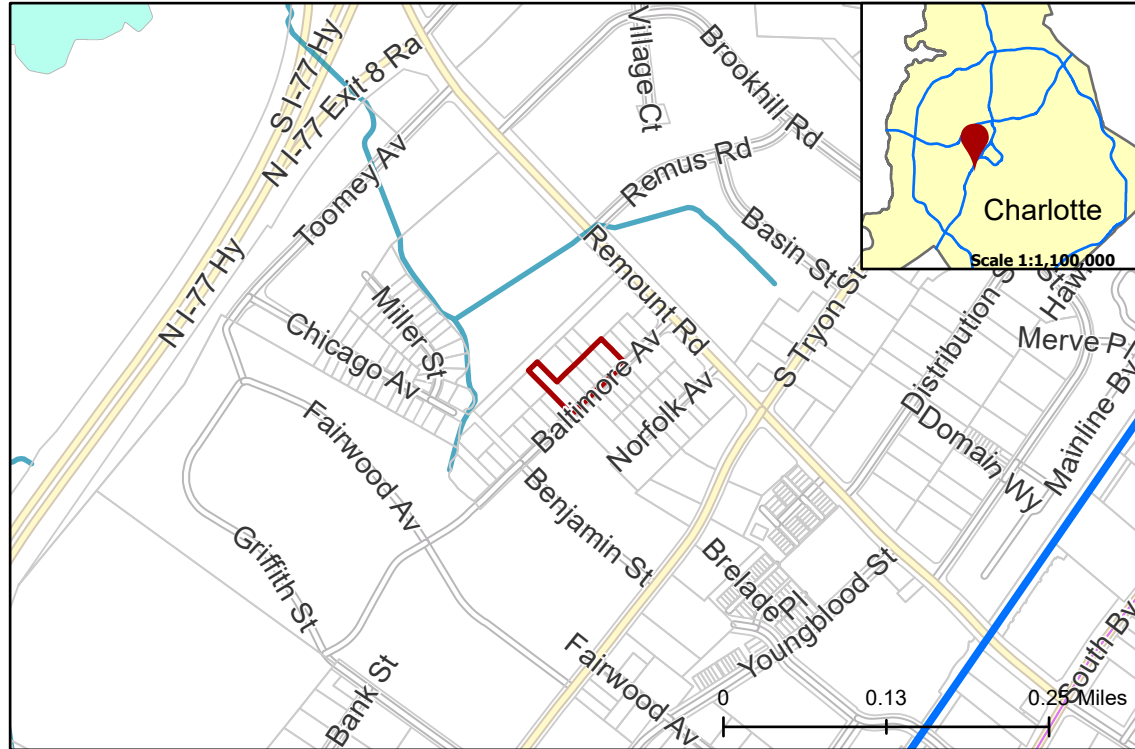 S I-77 Hy
N I-77 Exit 8 Ra
Village Ct
Brookhill Rd
Toomey Av
Remus Rd
Charlotte
Scale 1:1,100,000
N I-77 Hy
Remount Rd
Basin St
Miller St
Chicago Av
S Tryon St
Distribution S
Merve Pl
Baltimore Av
Norfolk Av
Domain Wy
Mainline Bv
Fairwood Av
Benjamin St
Griffith St
Brelade Pl
Youngblood St
South Bv
Bank St
Fairwood Av
0 0.13 0.25 Miles